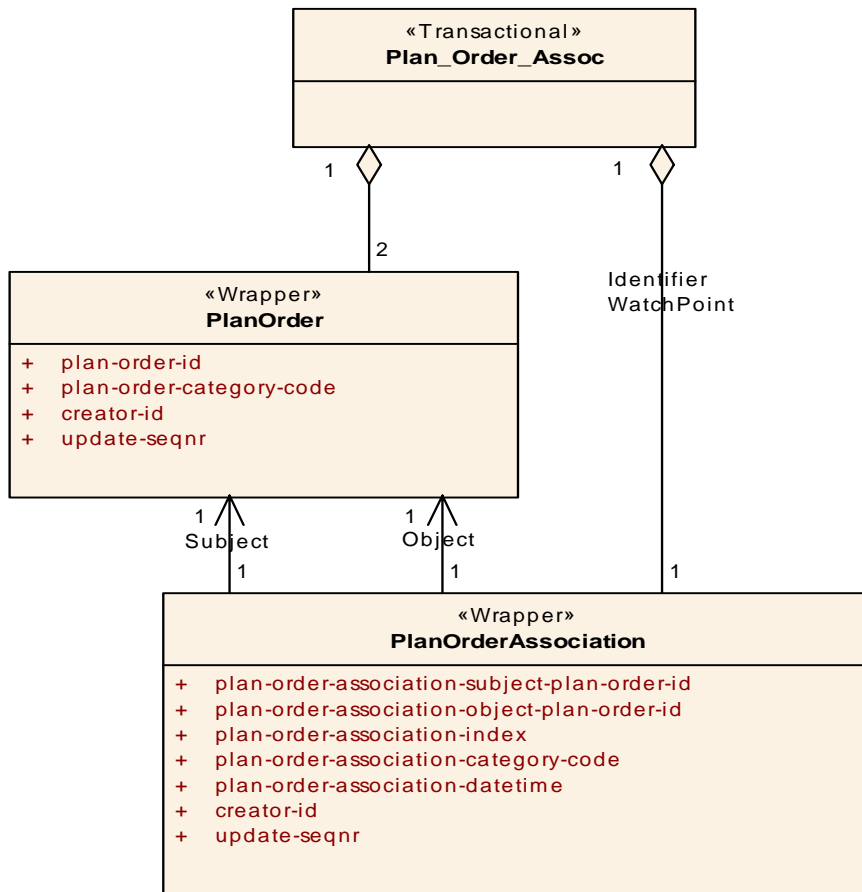 «Transactional»
Plan_Order_Assoc
1
1
2
Identifier
WatchPoint
«Wrapper»
PlanOrder
+ plan-order-id
+ plan-order-category-code
+ creator-id
+ update-seqnr
1
1
Subject
Object
1
1
1
«Wrapper»
PlanOrderAssociation
+ plan-order-association-subject-plan-order-id
+ plan-order-association-object-plan-order-id
+ plan-order-association-index
+ plan-order-association-category-code
+ plan-order-association-datetime
+ creator-id
+ update-seqnr